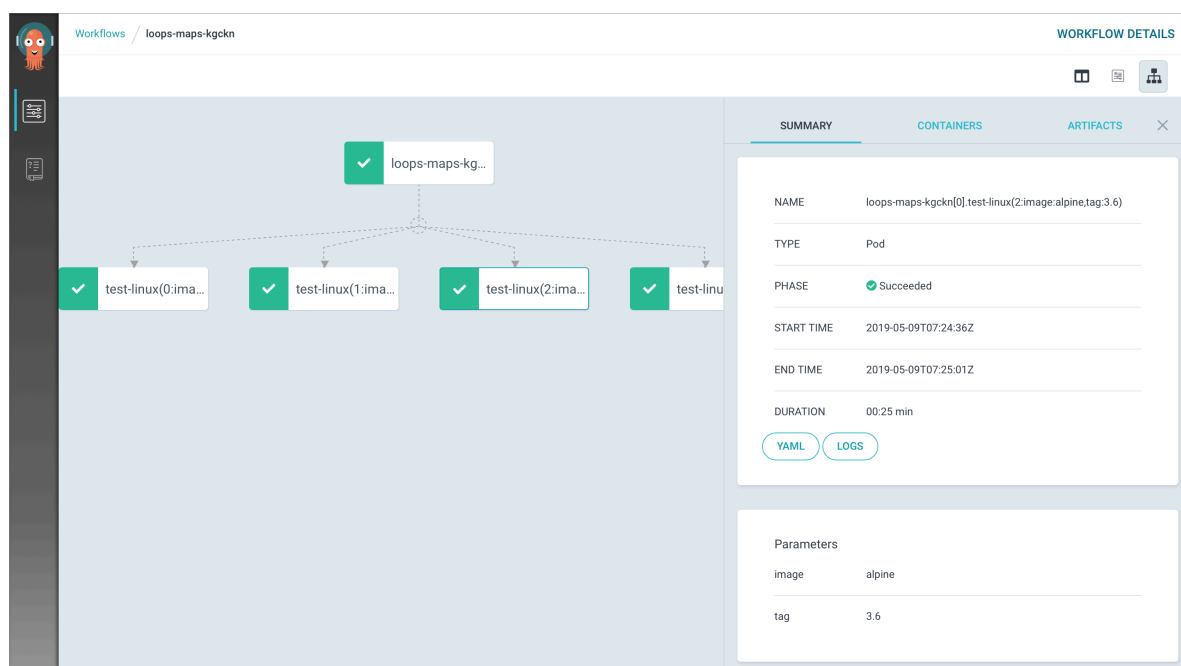 Workflows / loops-maps-kgckn
WORKFLOW DETAILS
SUMMARY CONTAINERS ARTIFACTS
loops-maps-kg...
test-linux(0:ima... test-linux(1:ima... test-linux(2:ima... test-linu
NAME loops-maps-kgckn[0].test-linux(2:image:alpine,tag:3.6)
TYPE Pod
PHASE Succeeded
START TIME 2019-05-09T07:24:36Z
END TIME 2019-05-09T07:25:01Z
DURATION 00:25 min
YAML LOGS
Parameters
image alpine
tag 3.6